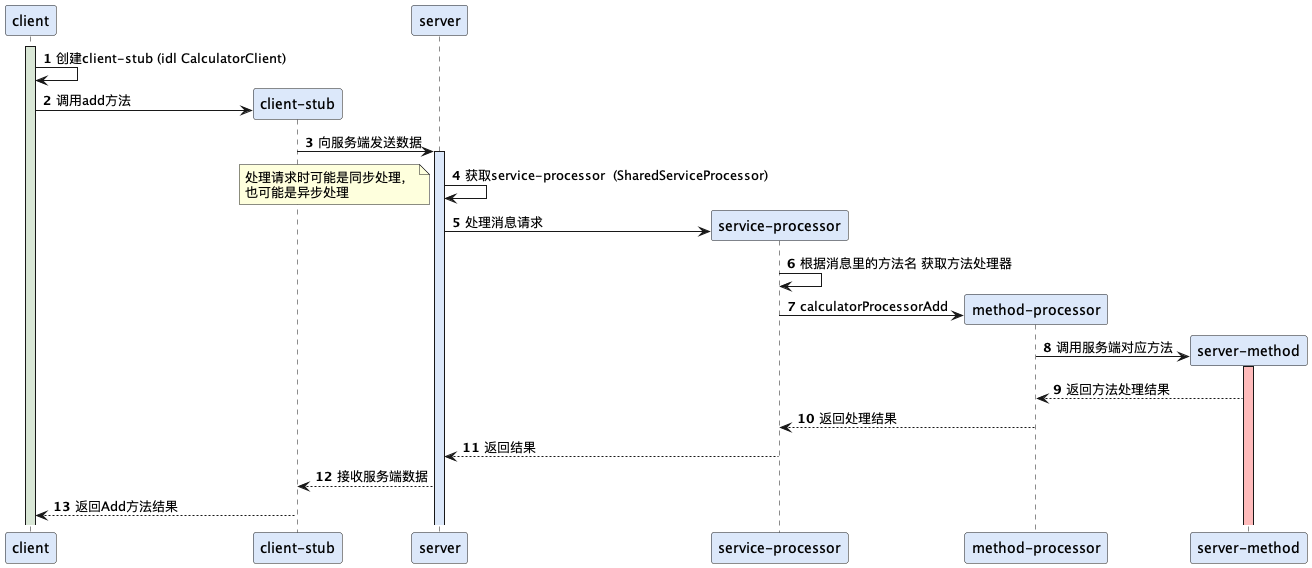 client
server
1 创建client-stub (idl CalculatorClient)
2 调用add方法
client-stub
3 向服务端发送数据
处理请求时可能是同步处理，
也可能是异步处理
4 获取service-processor  (SharedServiceProcessor)
5 处理消息请求
service-processor
6 根据消息里的方法名 获取方法处理器
7 calculatorProcessorAdd
method-processor
8 调用服务端对应方法
server-method
9 返回方法处理结果
10 返回处理结果
11 返回结果
12 接收服务端数据
13 返回Add方法结果
client
client-stub
server
service-processor
method-processor
server-method